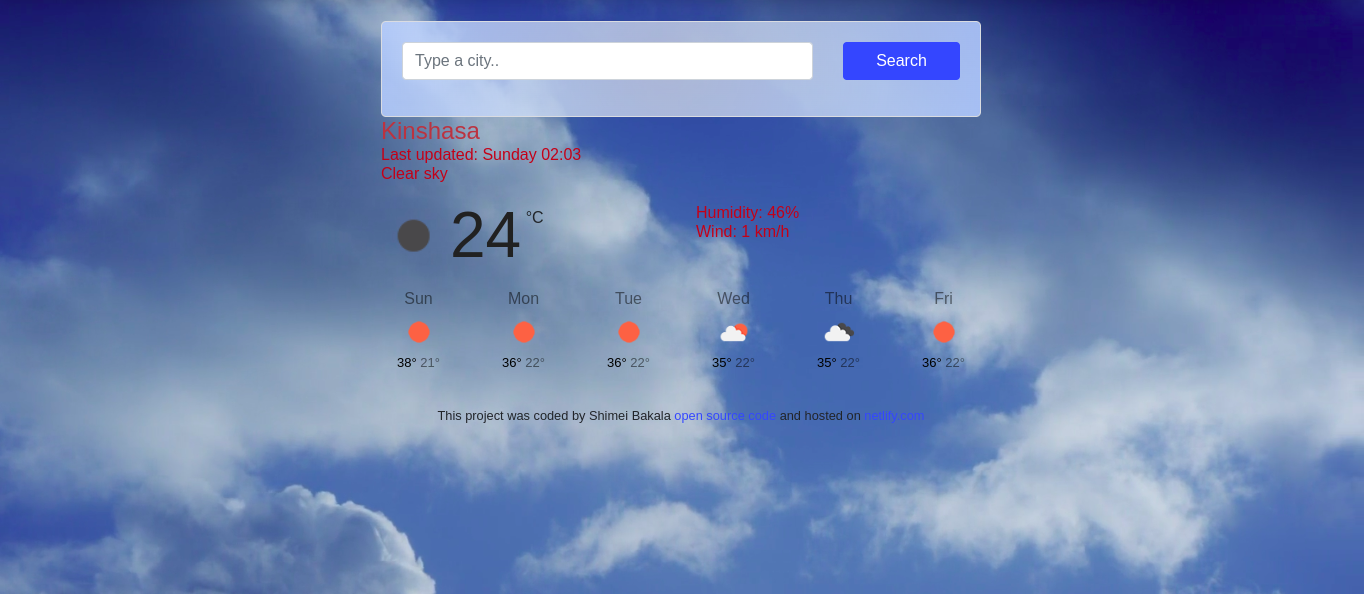 Type a city..
Search
Kinshasa
Last updated: Sunday 02:03
Clear sky
24 °C
Humidity: 46%
Wind: 1 km/h
Sun Mon Tue Wed Thu Fri
38° 21° 36° 22° 36° 22° 35° 22° 35° 22° 36° 22°
This project was coded by Shimei Bakala open source code and hosted on netlify.com